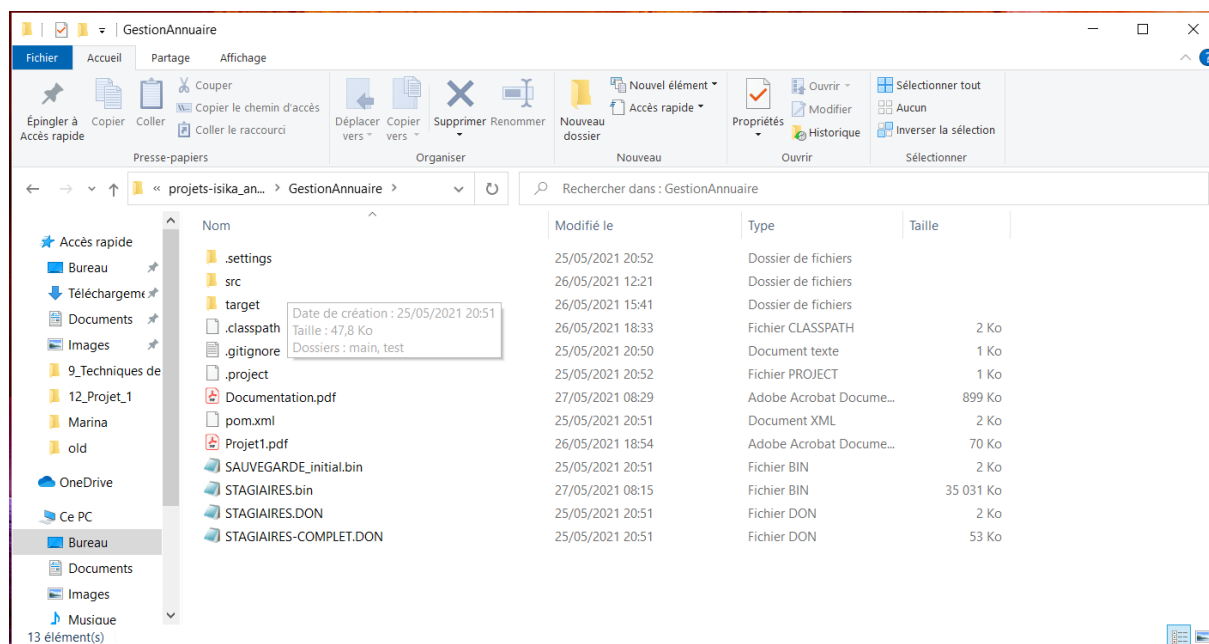 GestionAnnuaire
Fichier Accueil Partage Affichage
Épingler à Accès rapide
Copier
Coller
Couper
Copier le chemin d'accès
Coller le raccourci
Presse-papiers
Déplacer vers
Copier vers
Supprimer
Renommer
Organiser
Nouveau dossier
Nouvel élément
Accès rapide
Nouveau
Propriétés
Ouvrir
Modifier
Historique
Ouvrir
Sélectionner tout
Aucun
Inverser la sélection
Sélectionner
« projets-isika_an... > GestionAnnuaire >
Rechercher dans : GestionAnnuaire
Accès rapide
Bureau
Téléchargeme
Documents
Images
9_Techniques de
12_Projet_1
Marina
old
OneDrive
Ce PC
Bureau
Documents
Images
Musique
Nom Modifié le Type Taille
.settings 25/05/2021 20:52 Dossier de fichiers
src 26/05/2021 12:21 Dossier de fichiers
target 26/05/2021 15:41 Dossier de fichiers
.classpath 26/05/2021 18:33 Fichier CLASSPATH 2 Ko
.gitignore 25/05/2021 20:50 Document texte 1 Ko
.project 25/05/2021 20:52 Fichier PROJECT 1 Ko
Documentation.pdf 27/05/2021 08:29 Adobe Acrobat Docume... 899 Ko
pom.xml 25/05/2021 20:51 Document XML 2 Ko
Projet1.pdf 26/05/2021 18:54 Adobe Acrobat Docume... 70 Ko
SAUVEGARDE_initial.bin 25/05/2021 20:51 Fichier BIN 2 Ko
STAGIAIRES.bin 27/05/2021 08:15 Fichier BIN 35 031 Ko
STAGIAIRES.DON 25/05/2021 20:51 Fichier DON 2 Ko
STAGIAIRES-COMPLET.DON 25/05/2021 20:51 Fichier DON 53 Ko
Date de création : 25/05/2021 20:51
Taille : 47,8 Ko
Dossiers : main, test
13 élément(s)